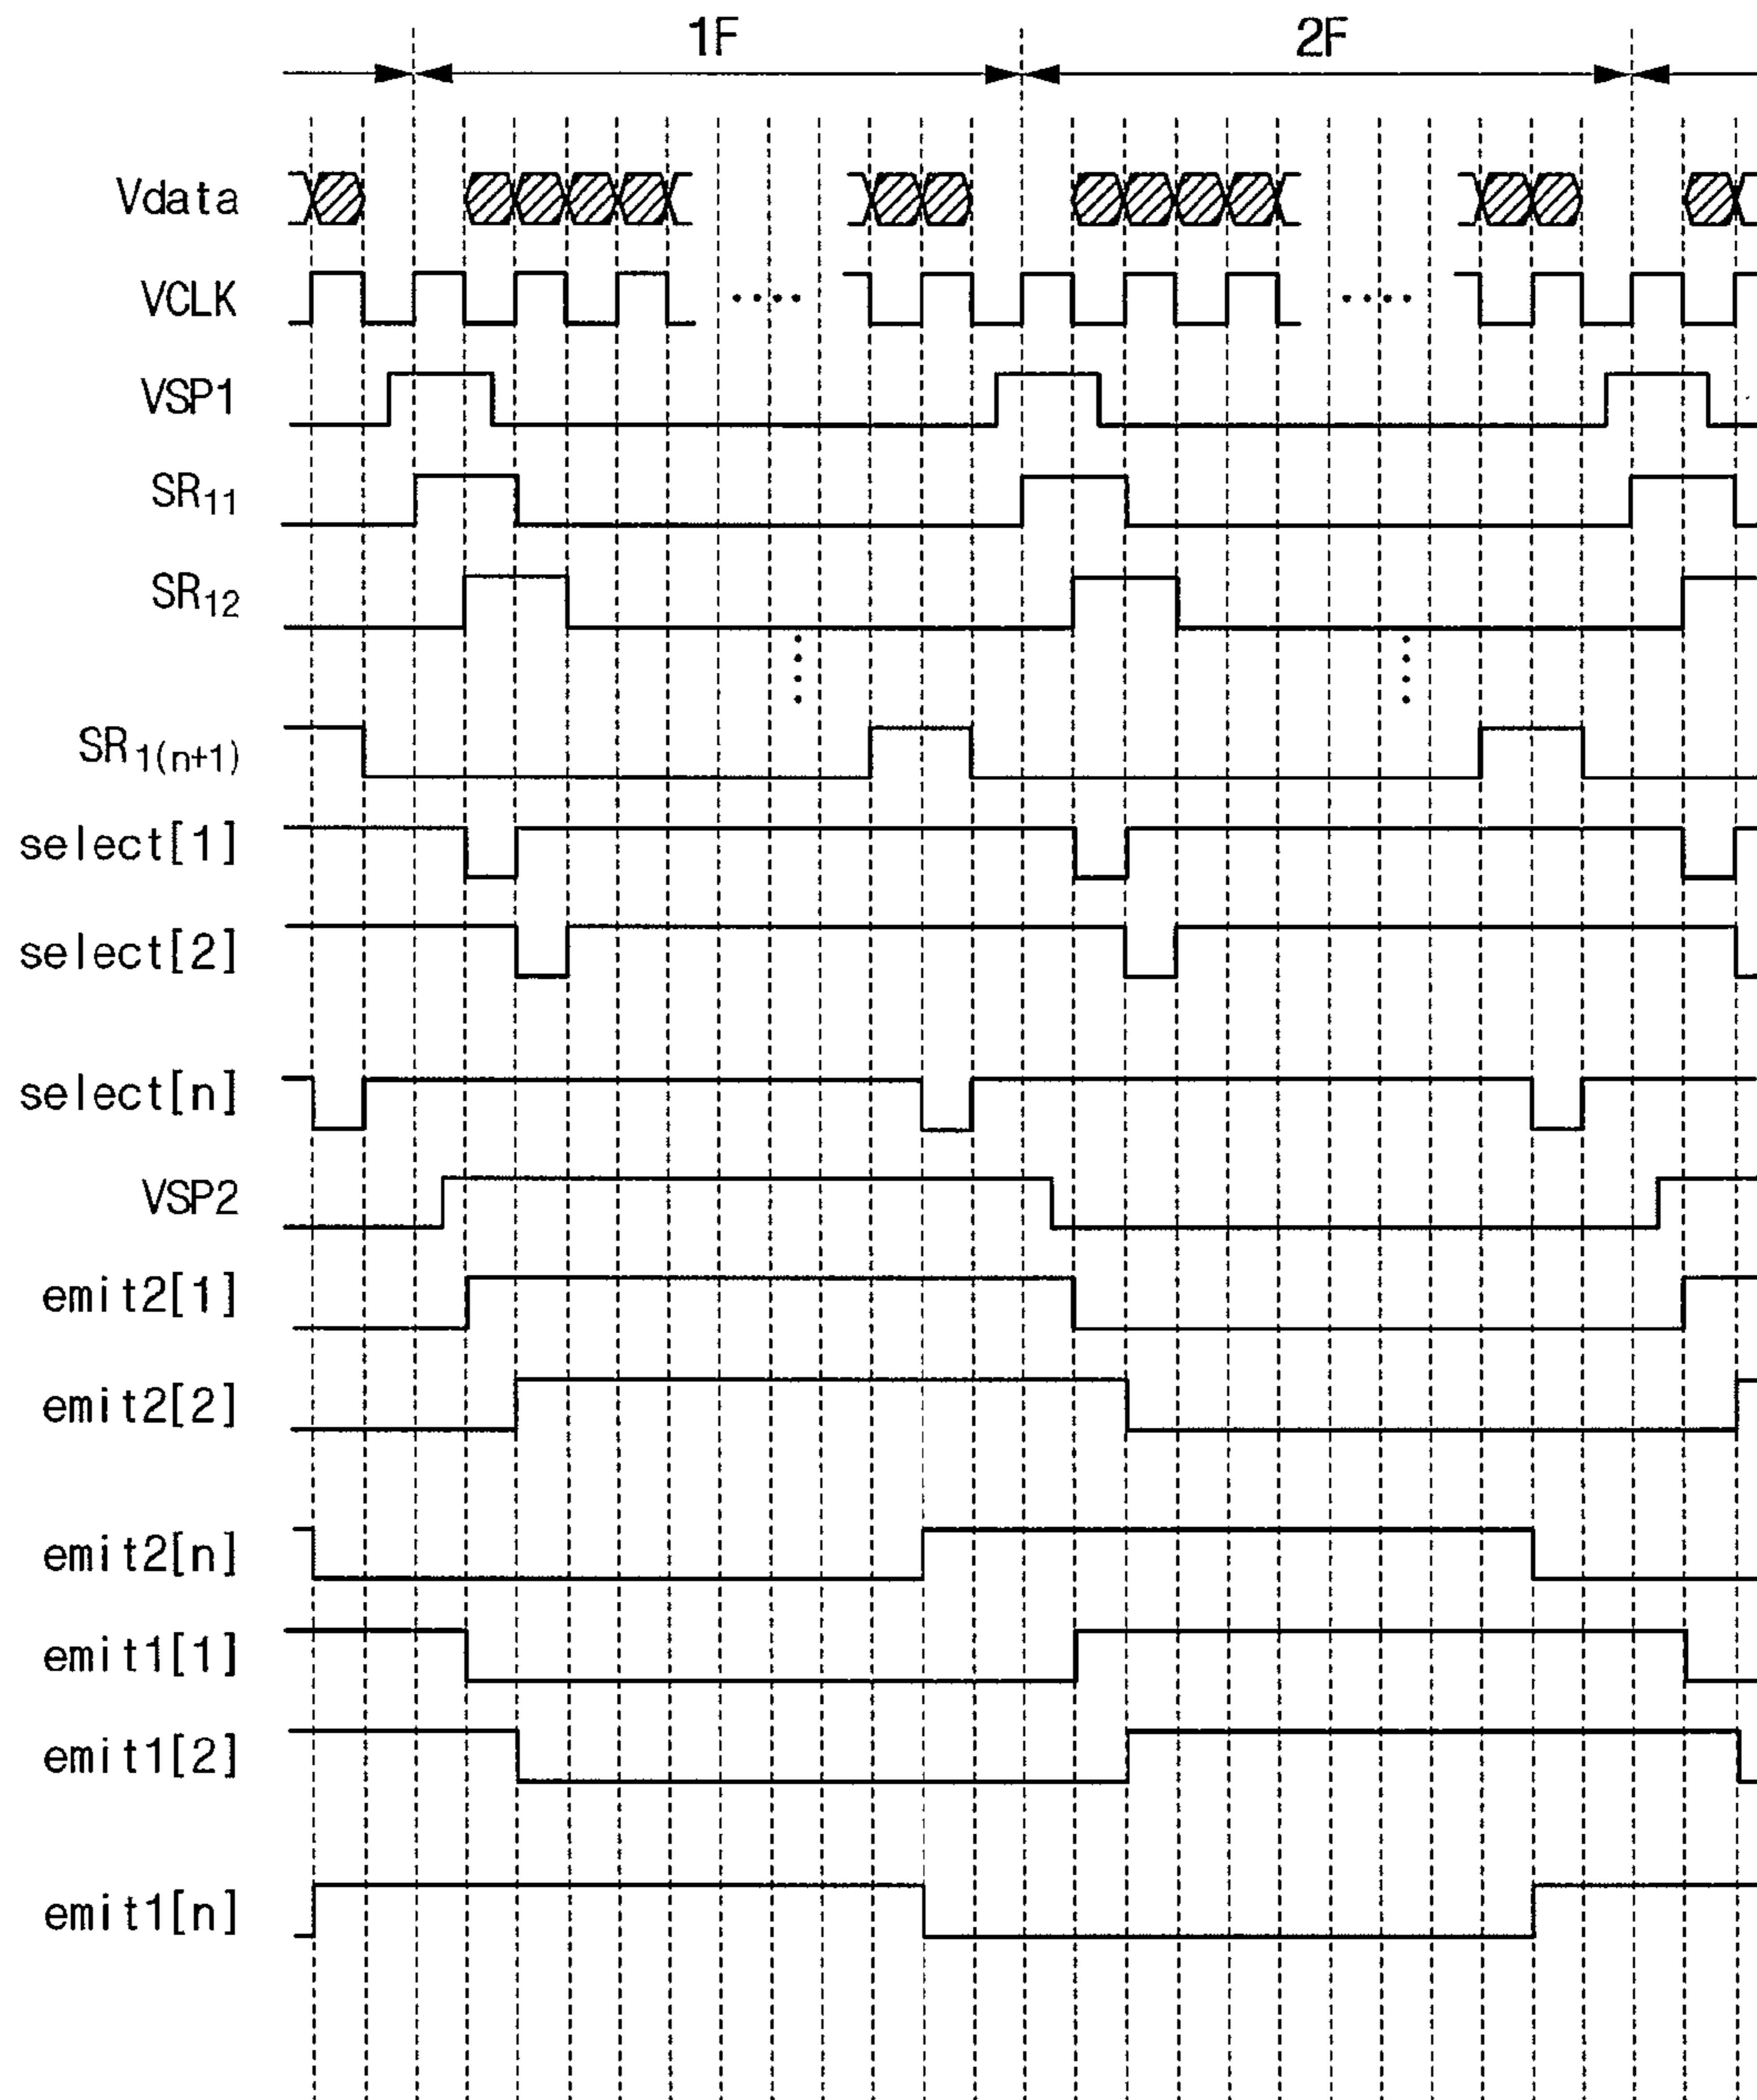 1F 2F
Vdata
VCLK
VSP1
SR11
SR12
SR1(n+1)
select[1]
select[2]
select[n]
VSP2
emit2[1]
emit2[2]
emit2[n]
emit1[1]
emit1[2]
emit1[n]